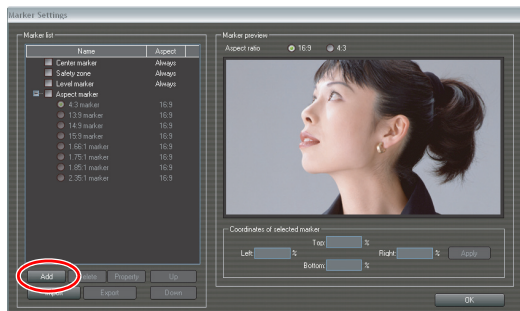 Marker Settings
Marker list
Name Aspect
Center marker Always
Safety zone Always
Level marker Always
Aspect marker
4:3 marker 16:9
13:9 marker 16:9
14:9 marker 16:9
15:9 marker 16:9
1.66:1 marker 16:9
1.75:1 marker 16:9
1.85:1 marker 16:9
2.35:1 marker 16:9
Add Delete Property Up
Import Export Down
Marker preview
Aspect ratio 16:9 4:3
Coordinates of selected marker
Top: %
Left: % Right: % Apply
Bottom: %
OK